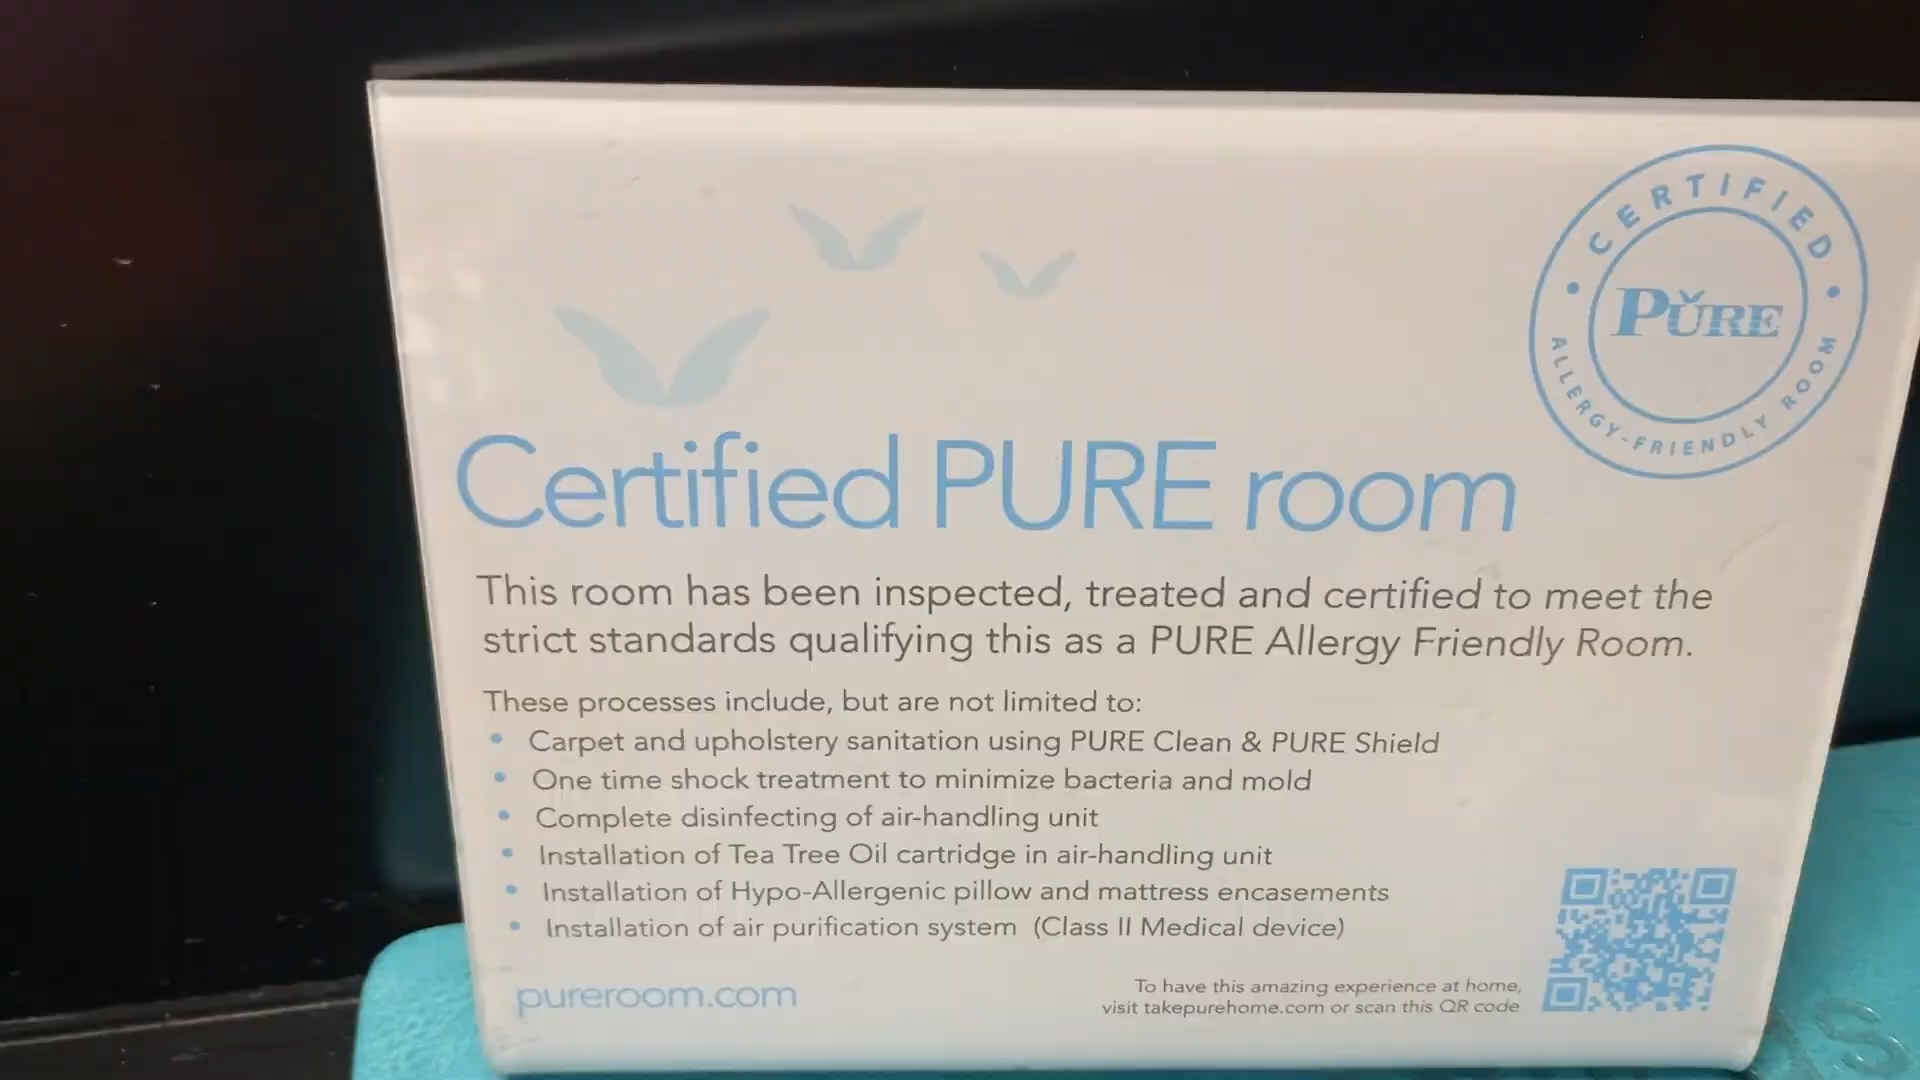 CERTIFIED
PURE
ALLERGY-FRIENDLY ROOM
Certified PURE room
This room has been inspected, treated and certified to meet the
strict standards qualifying this as a PURE Allergy Friendly Room.
These processes include, but are not limited to:
• Carpet and upholstery sanitation using PURE Clean & PURE Shield
• One time shock treatment to minimize bacteria and mold
• Complete disinfecting of air-handling unit
• Installation of Tea Tree Oil cartridge in air-handling unit
• Installation of Hypo-Allergenic pillow and mattress encasements
• Installation of air purification system (Class II Medical device)
pureroom.com
To have this amazing experience at home,
visit takepurehome.com or scan this QR code